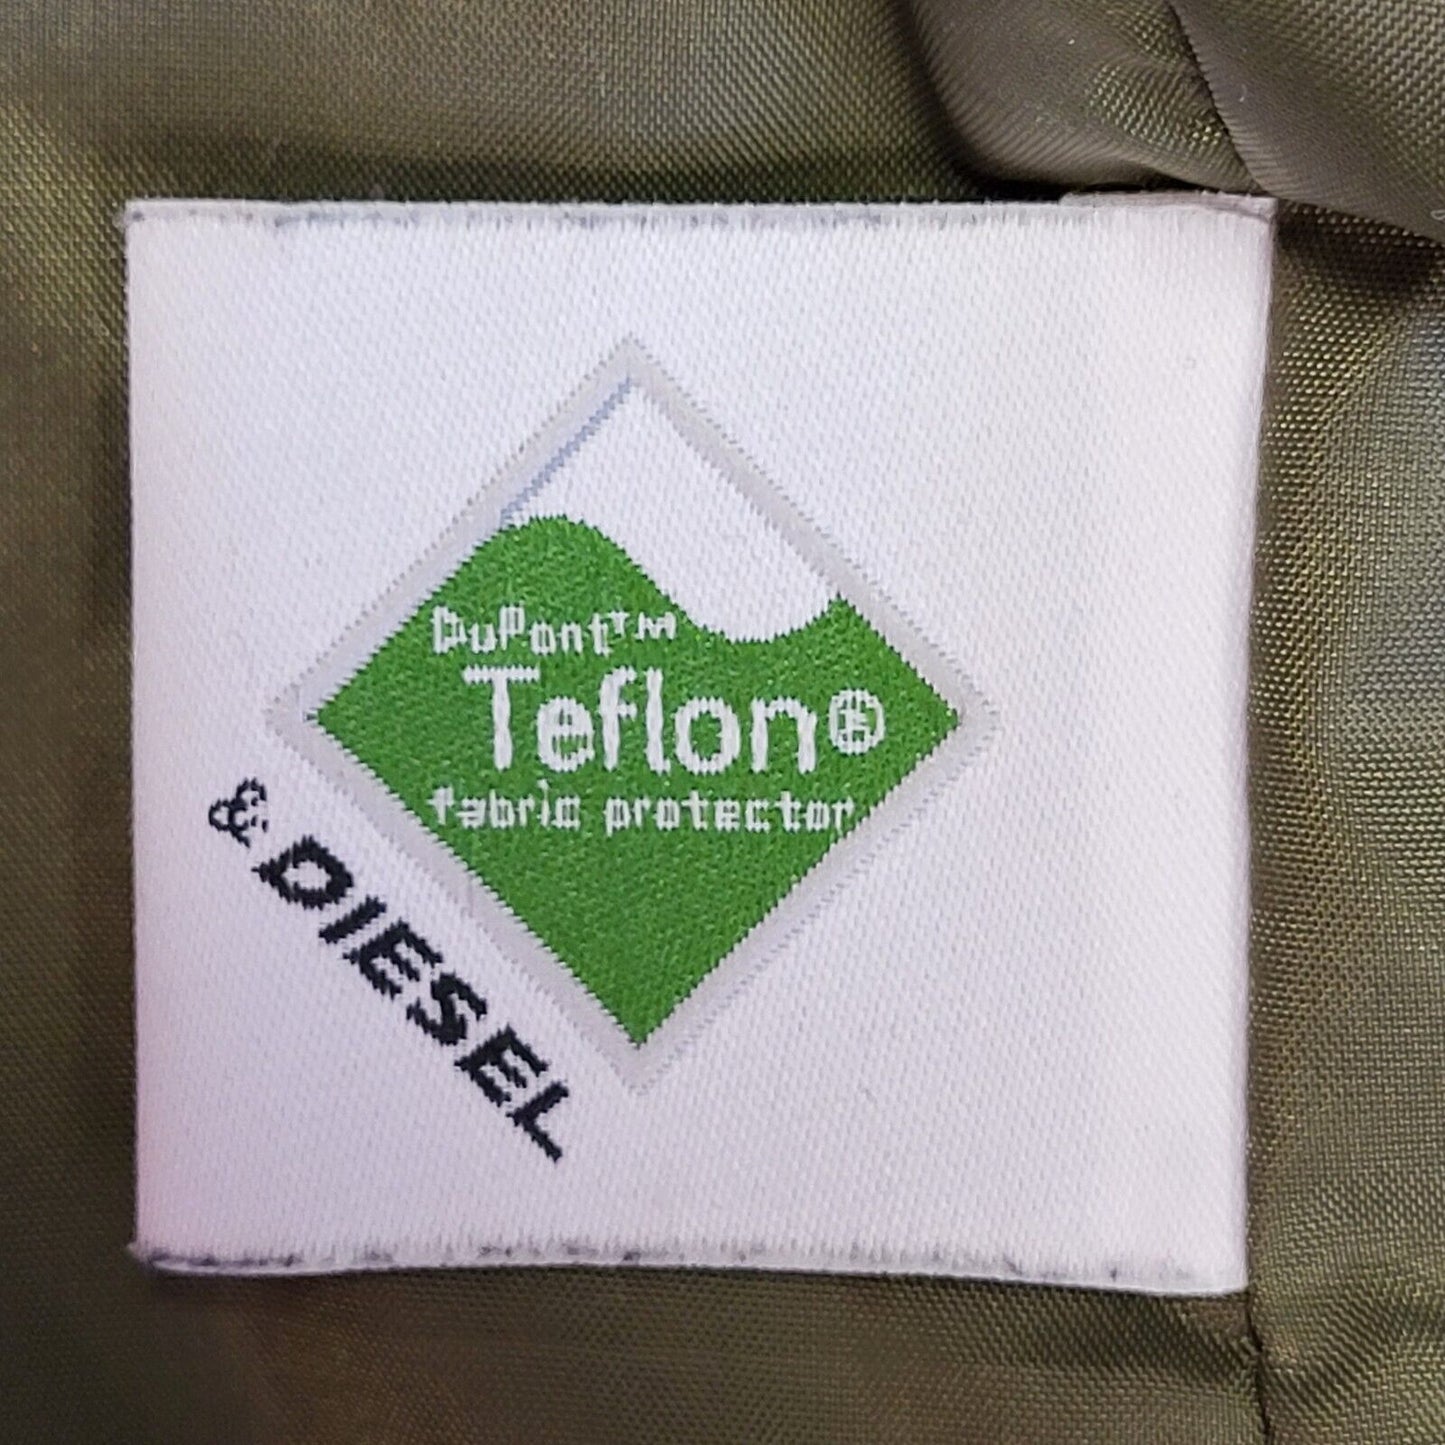 DuPont™
Teflon®
fabric protector
& DIESEL